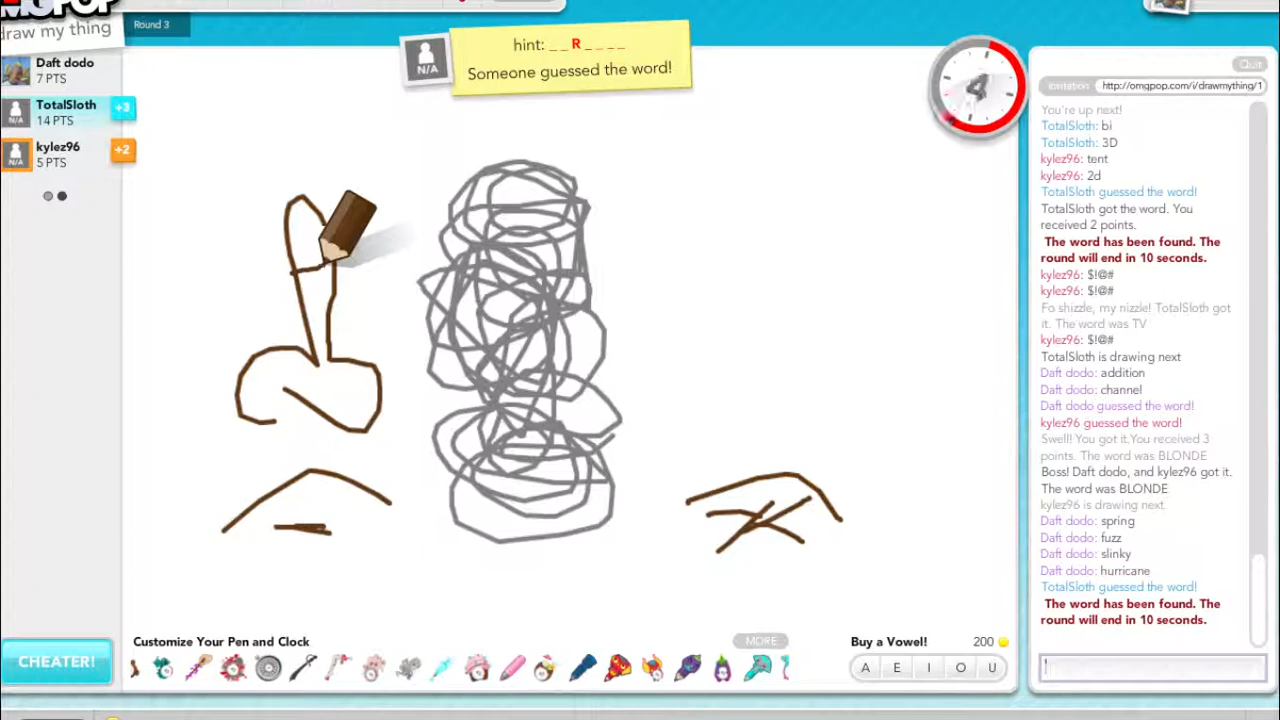 draw my thing
Round 3
hint: _ _ R _ _ _ _
Someone guessed the word!
N/A
Daft dodo
7 PTS
N/A
TotalSloth
14 PTS
+3
N/A
kylez96
5 PTS
+2
4
Quit
invitation http://omgpop.com/i/drawmything/1
You're up next!
TotalSloth: bi
TotalSloth: 3D
kylez96: tent
kylez96: 2d
TotalSloth guessed the word!
TotalSloth got the word. You
received 2 points.
The word has been found. The
round will end in 10 seconds.
kylez96: $!@#
kylez96: $!@#
Fo shizzle, my nizzle! TotalSloth got
it. The word was TV
kylez96: $!@#
TotalSloth is drawing next
Daft dodo: addition
Daft dodo: channel
Daft dodo guessed the word!
kylez96 guessed the word!
Swell! You got it.You received 3
points. The word was BLONDE
Boss! Daft dodo, and kylez96 got it.
The word was BLONDE
kylez96 is drawing next
Daft dodo: spring
Daft dodo: fuzz
Daft dodo: slinky
Daft dodo: hurricane
TotalSloth guessed the word!
The word has been found. The
round will end in 10 seconds.
CHEATER!
Customize Your Pen and Clock
MORE
Buy a Vowel! 200
A E I O U